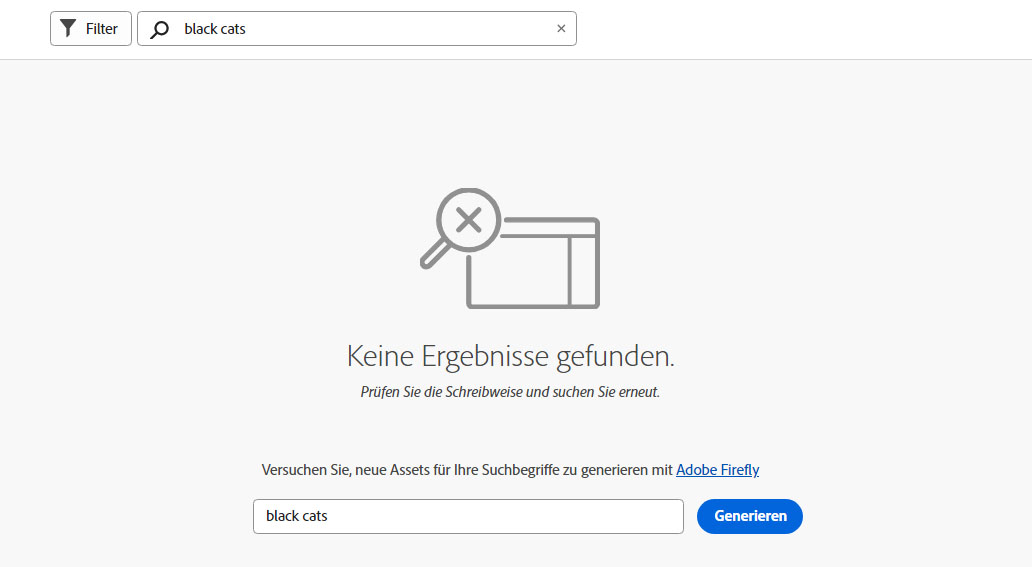 Filter
black cats
Keine Ergebnisse gefunden.
Prüfen Sie die Schreibweise und suchen Sie erneut.
Versuchen Sie, neue Assets für Ihre Suchbegriffe zu generieren mit Adobe Firefly
black cats
Generieren